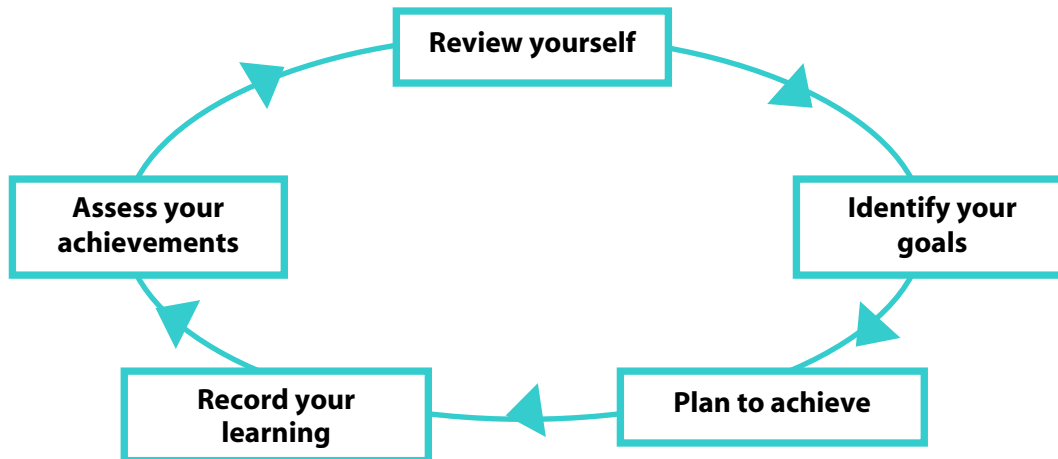 Review yourself
Identify your
goals
Plan to achieve
Record your
learning
Assess your
achievements